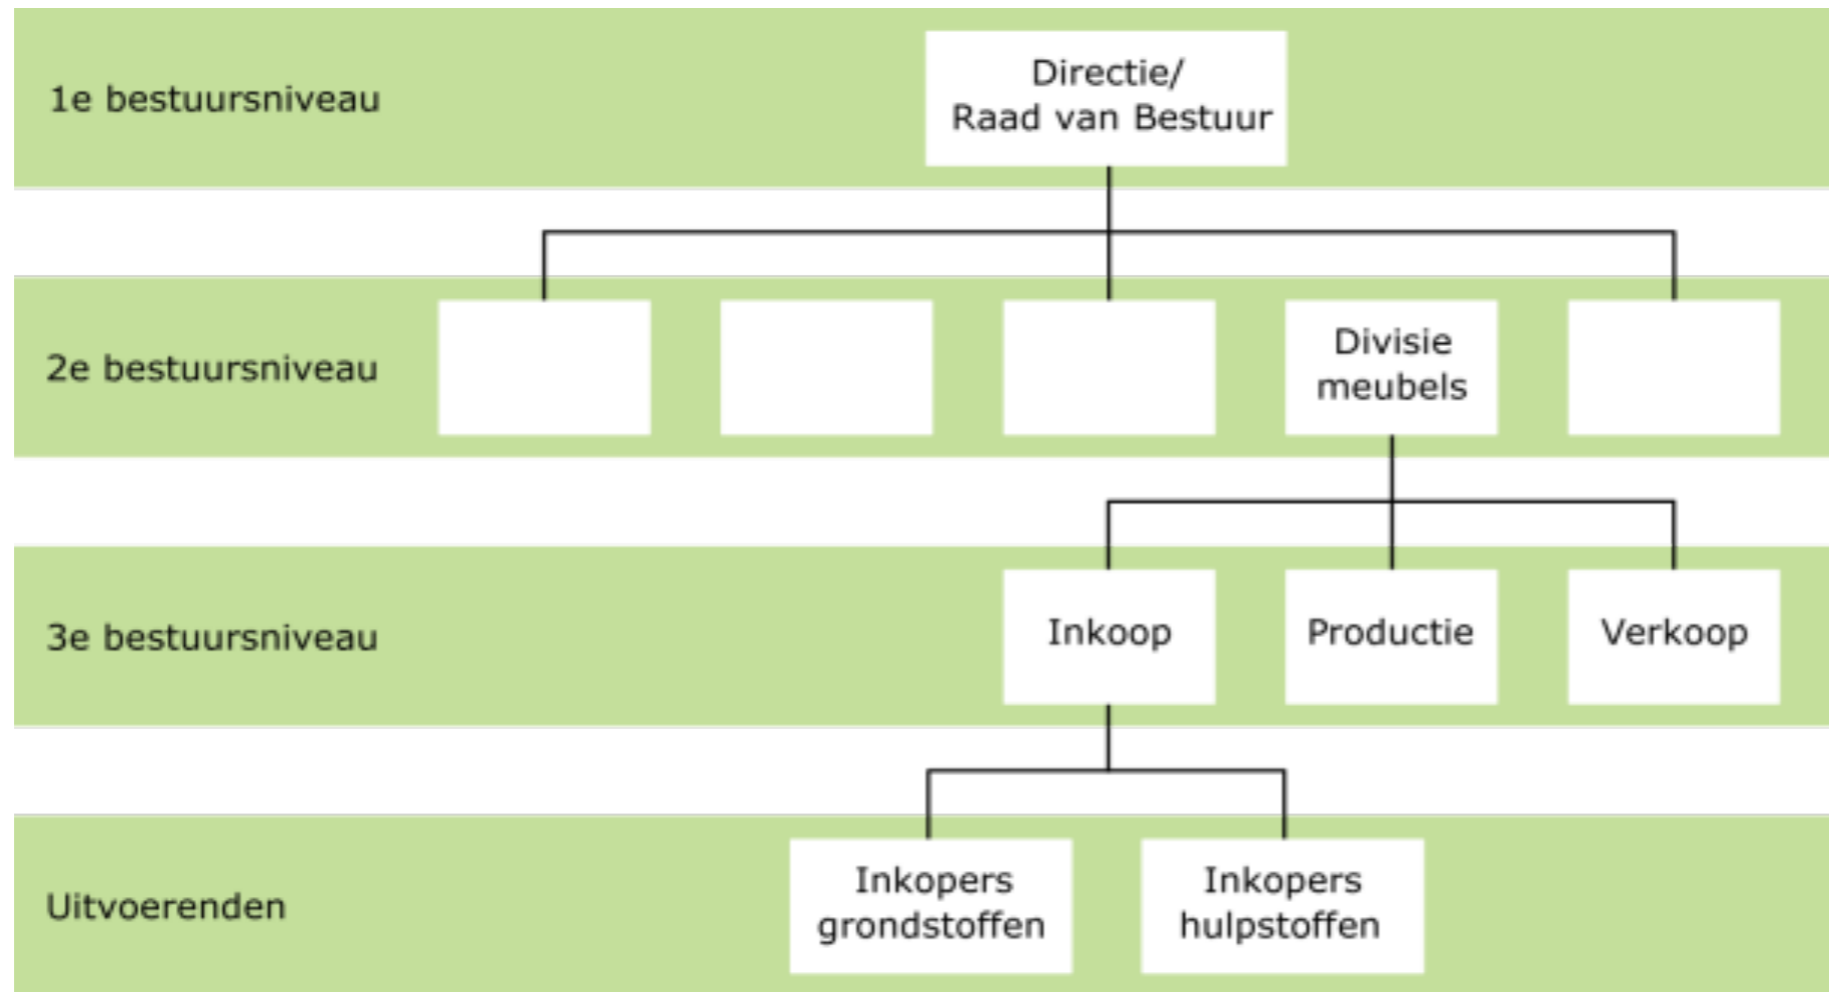 1e bestuursniveau
Directie/
Raad van Bestuur
2e bestuursniveau
Divisie
meubels
3e bestuursniveau
Inkoop
Productie
Verkoop
Uitvoerenden
Inkopers
grondstoffen
Inkopers
hulpstoffen